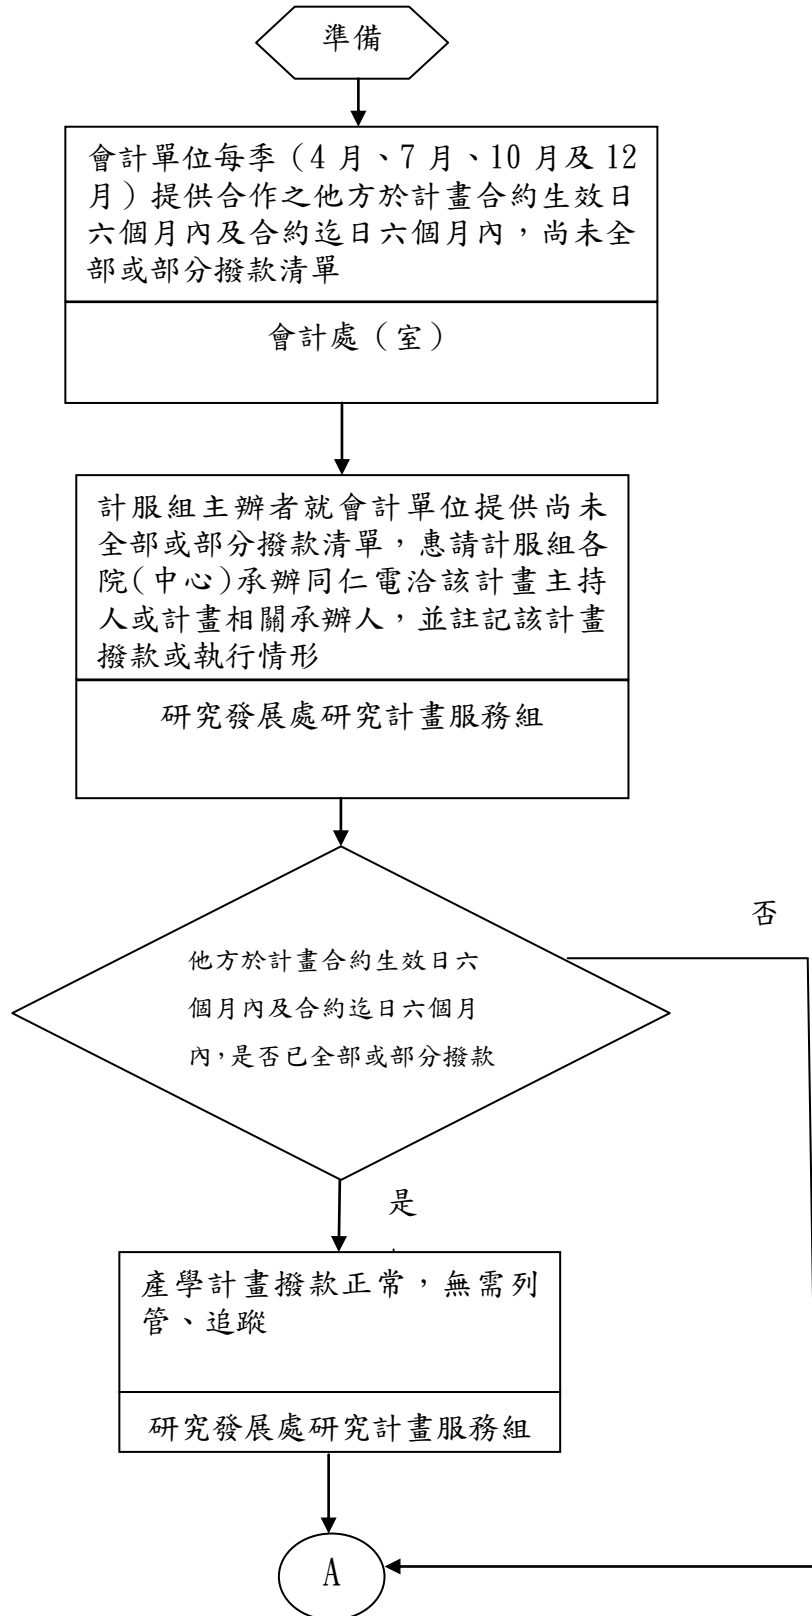 準備
會計單位每季（4 月、7 月、10 月及 12
月）提供合作之他方於計畫合約生效日
六個月內及合約迄日六個月內，尚未全
部或部分撥款清單
會計處（室）
計服組主辦者就會計單位提供尚未
全部或部分撥款清單，惠請計服組各
院(中心)承辦同仁電洽該計畫主持
人或計畫相關承辦人，並註記該計畫
撥款或執行情形
研究發展處研究計畫服務組
否
他方於計畫合約生效日六
個月內及合約迄日六個月
內，是否已全部或部分撥款
是
產學計畫撥款正常，無需列
管、追蹤
研究發展處研究計畫服務組
A